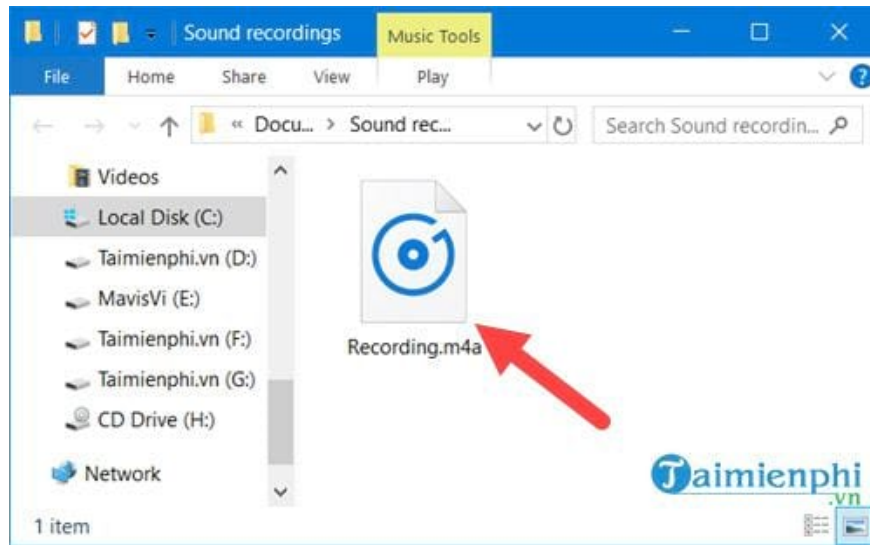 Sound recordings
Music Tools
File Home Share View Play
« Docu... > Sound rec...
Search Sound recordin...
Videos
Local Disk (C:)
Taimienphi.vn (D:)
MavisVi (E:)
Taimienphi.vn (F:)
Taimienphi.vn (G:)
CD Drive (H:)
Network
Recording.m4a
1 item
Taimienphi
.vn